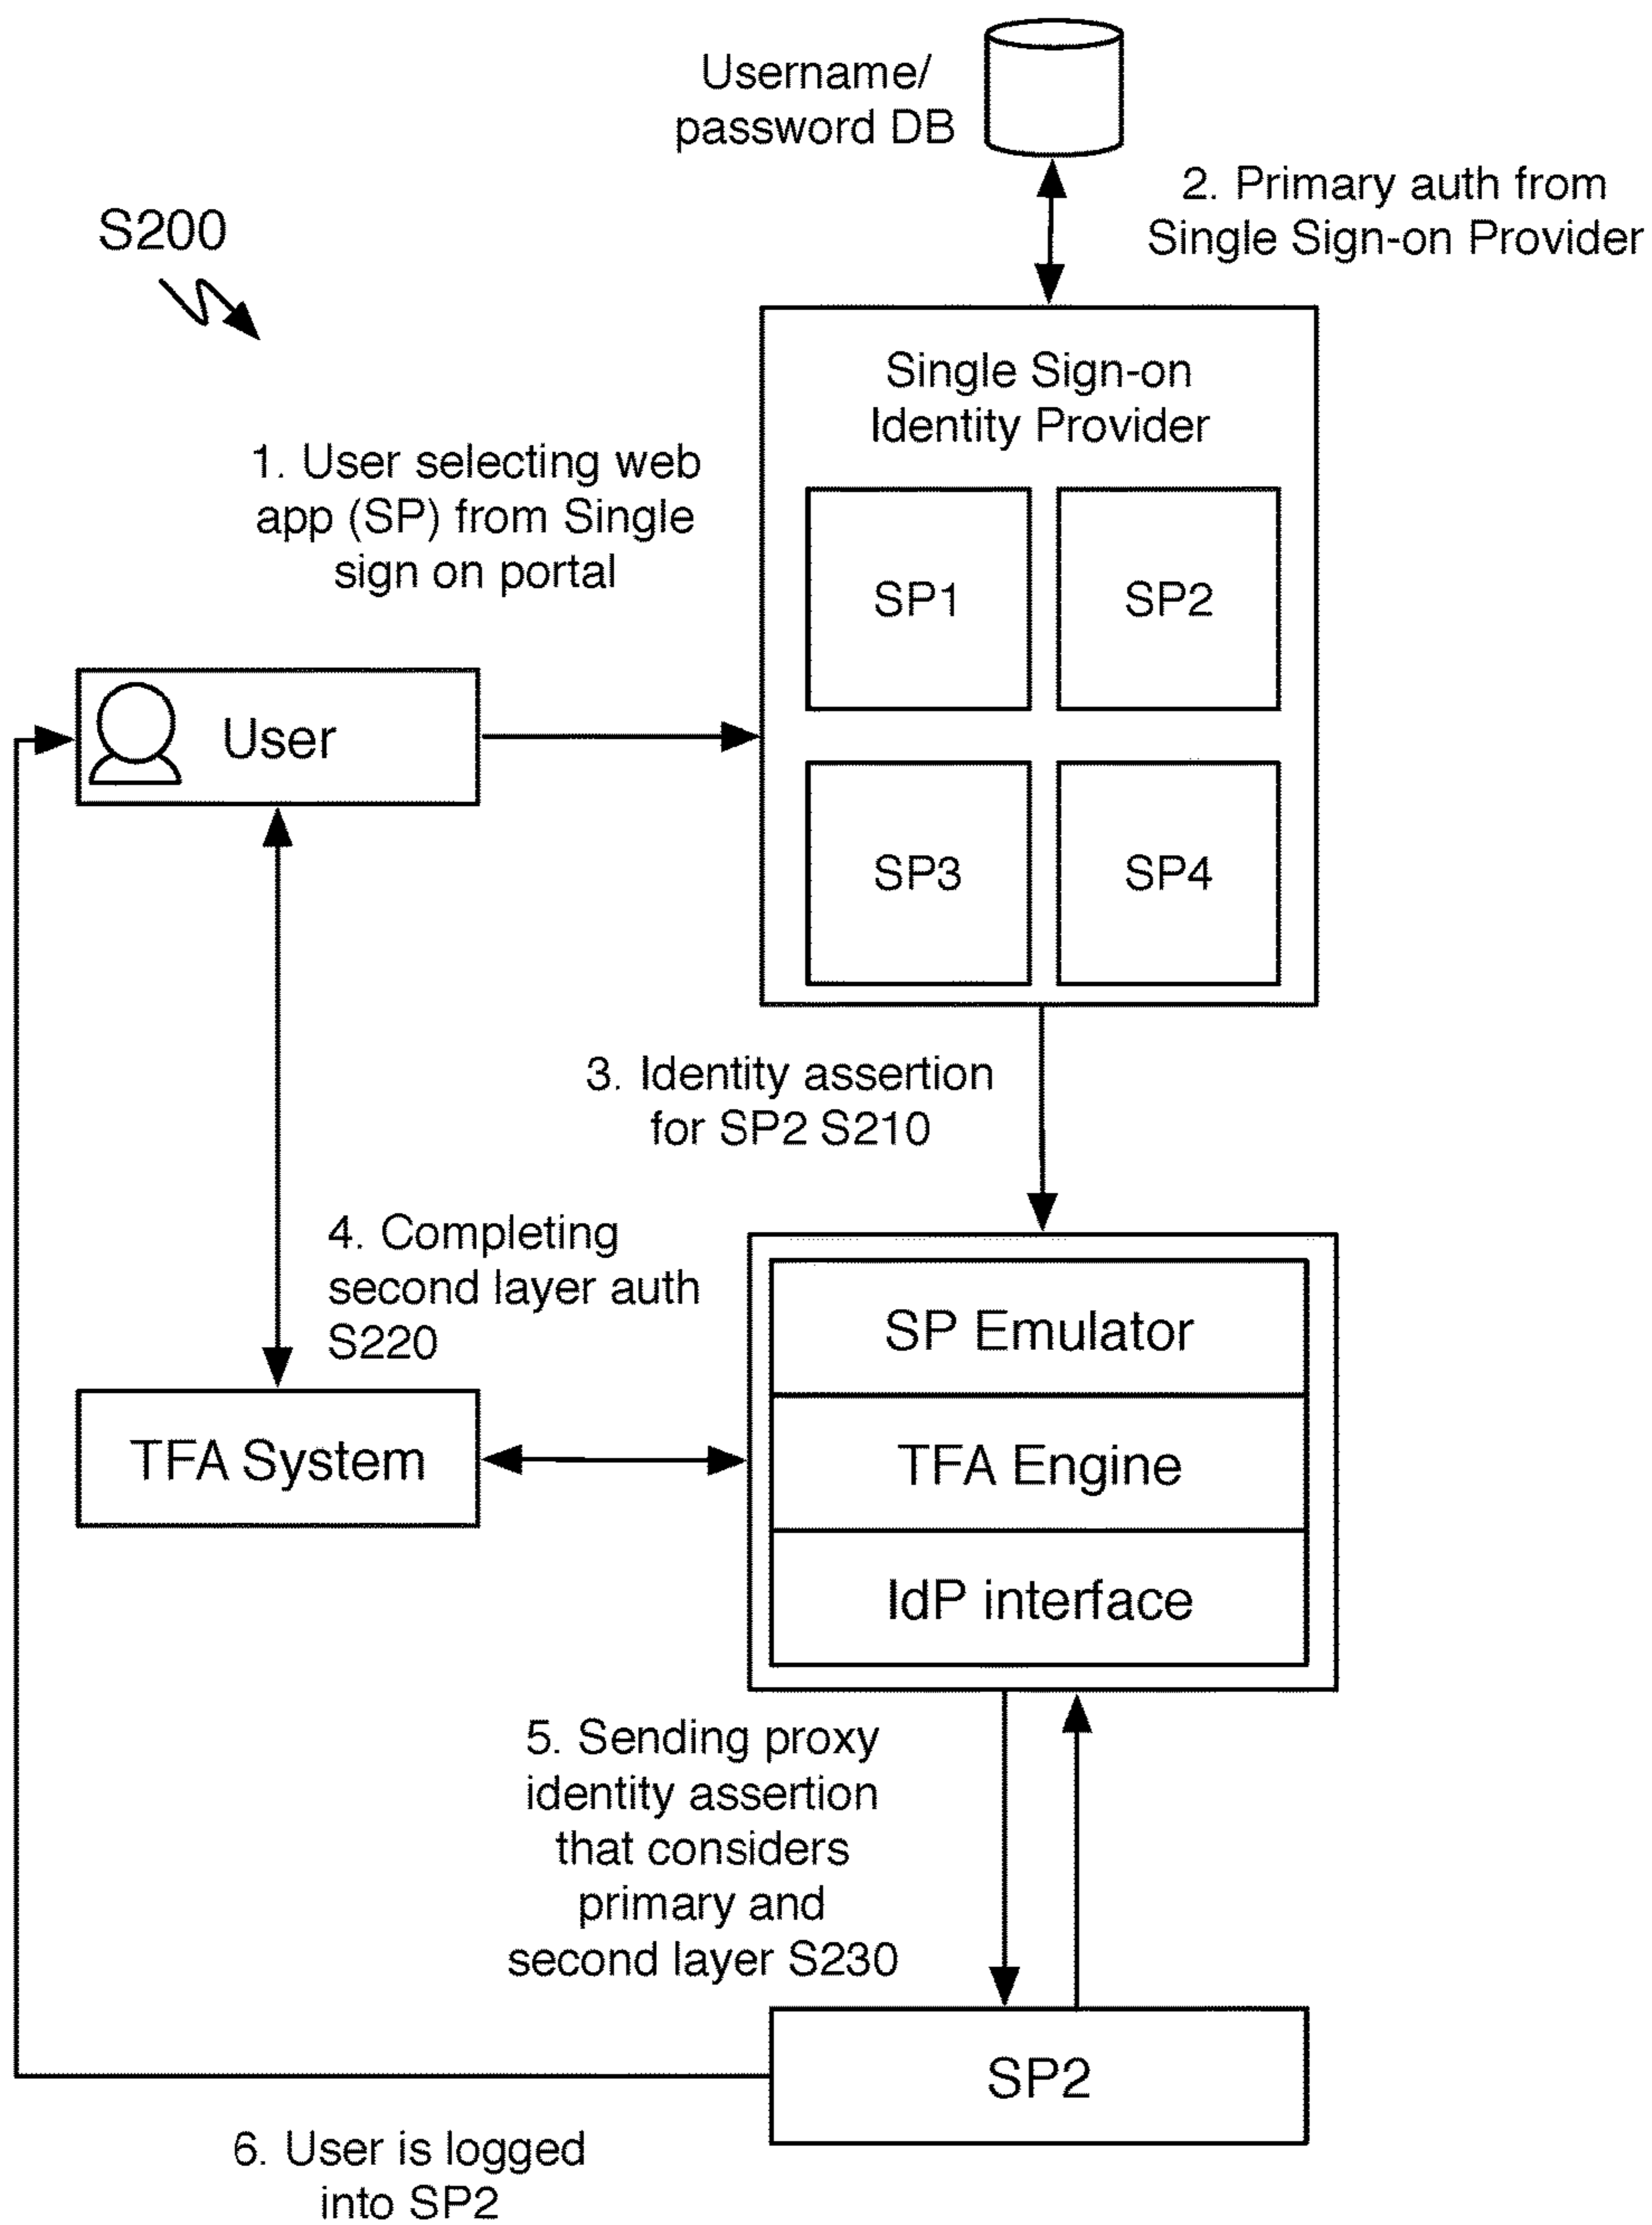 Username/
password DB
2. Primary auth from
Single Sign-on Provider
S200
Single Sign-on
Identity Provider
1. User selecting web
app (SP) from Single
sign on portal
SP1
SP2
User
SP3
SP4
3. Identity assertion
for SP2 S210
4. Completing
second layer auth
S220
SP Emulator
TFA System
TFA Engine
IdP interface
5. Sending proxy
identity assertion
that considers
primary and
second layer S230
SP2
6. User is logged
into SP2